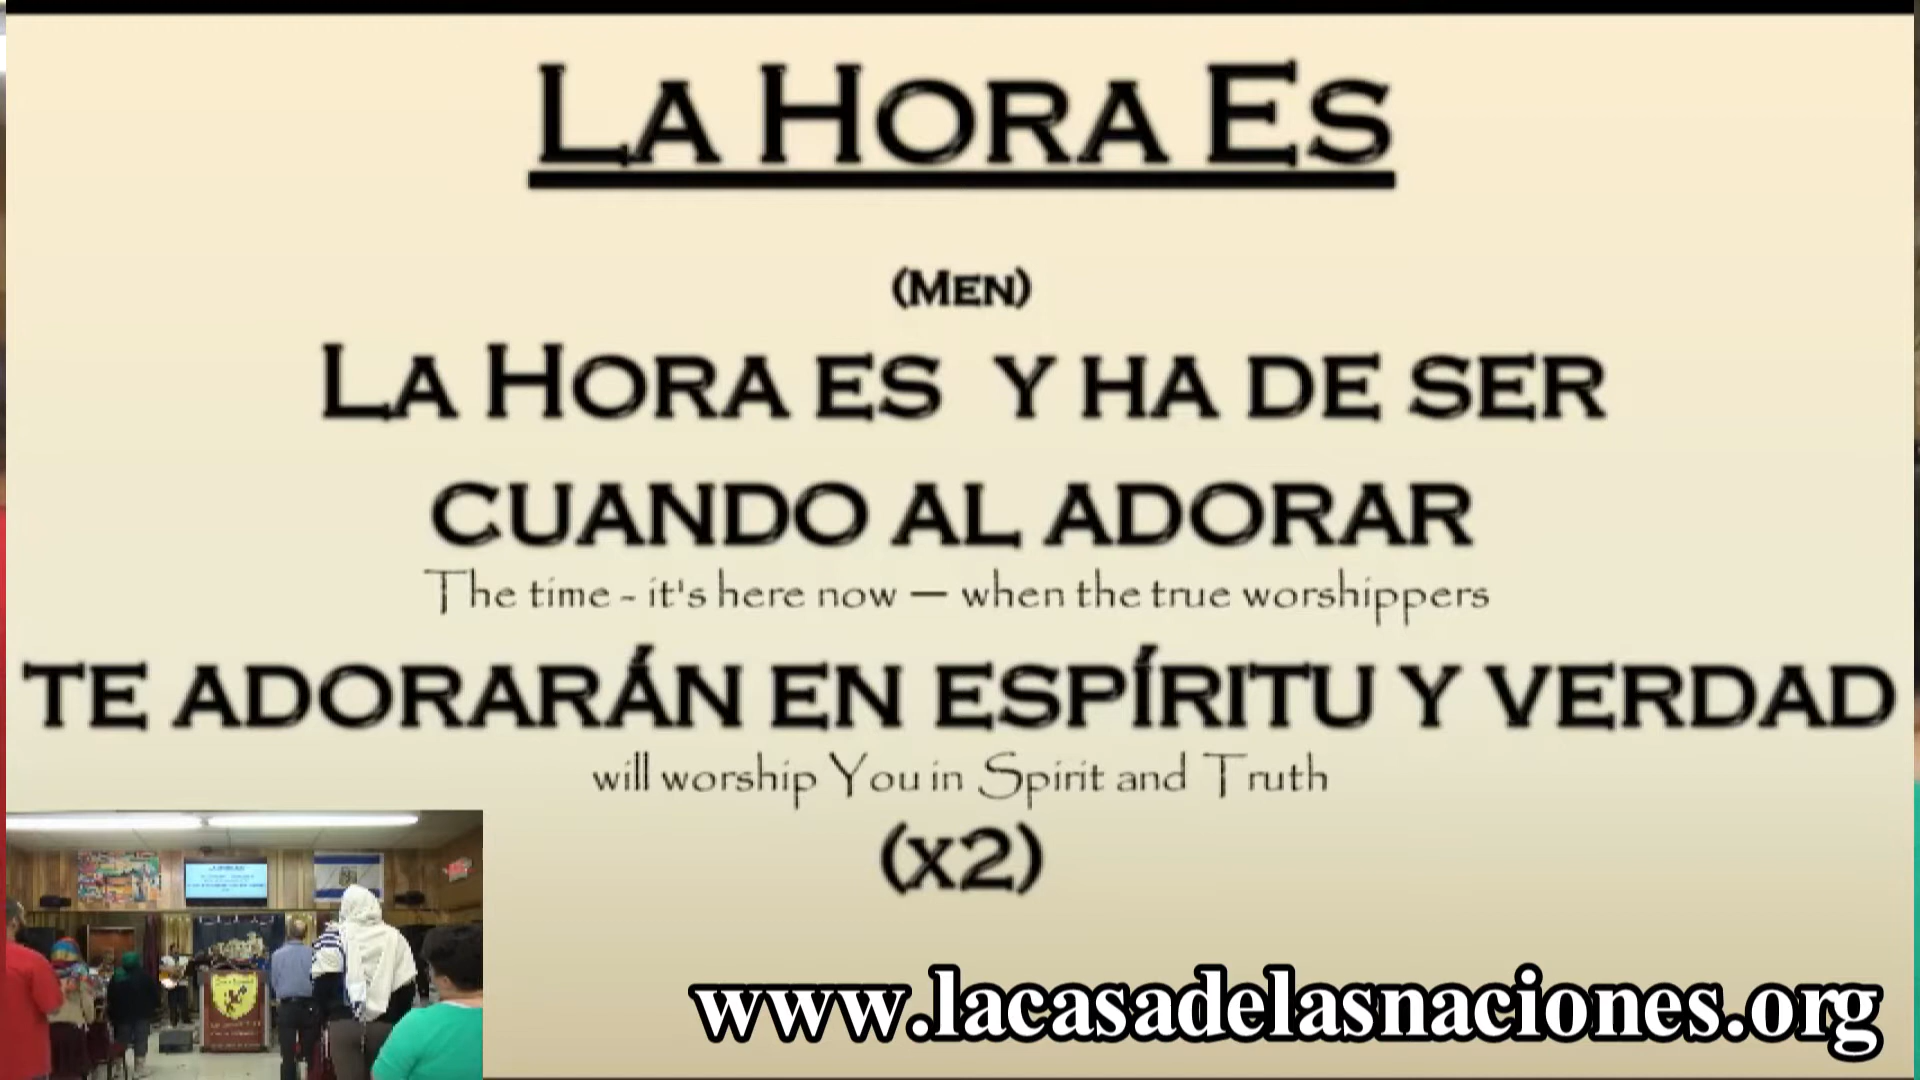 La Hora Es
(Men)
La Hora es y ha de ser
cuando al adorar
The time - it's here now — when the true worshippers
te adorarán en espíritu y verdad
will worship You in Spirit and Truth
(x2)
www.lacasadelasnaciones.org